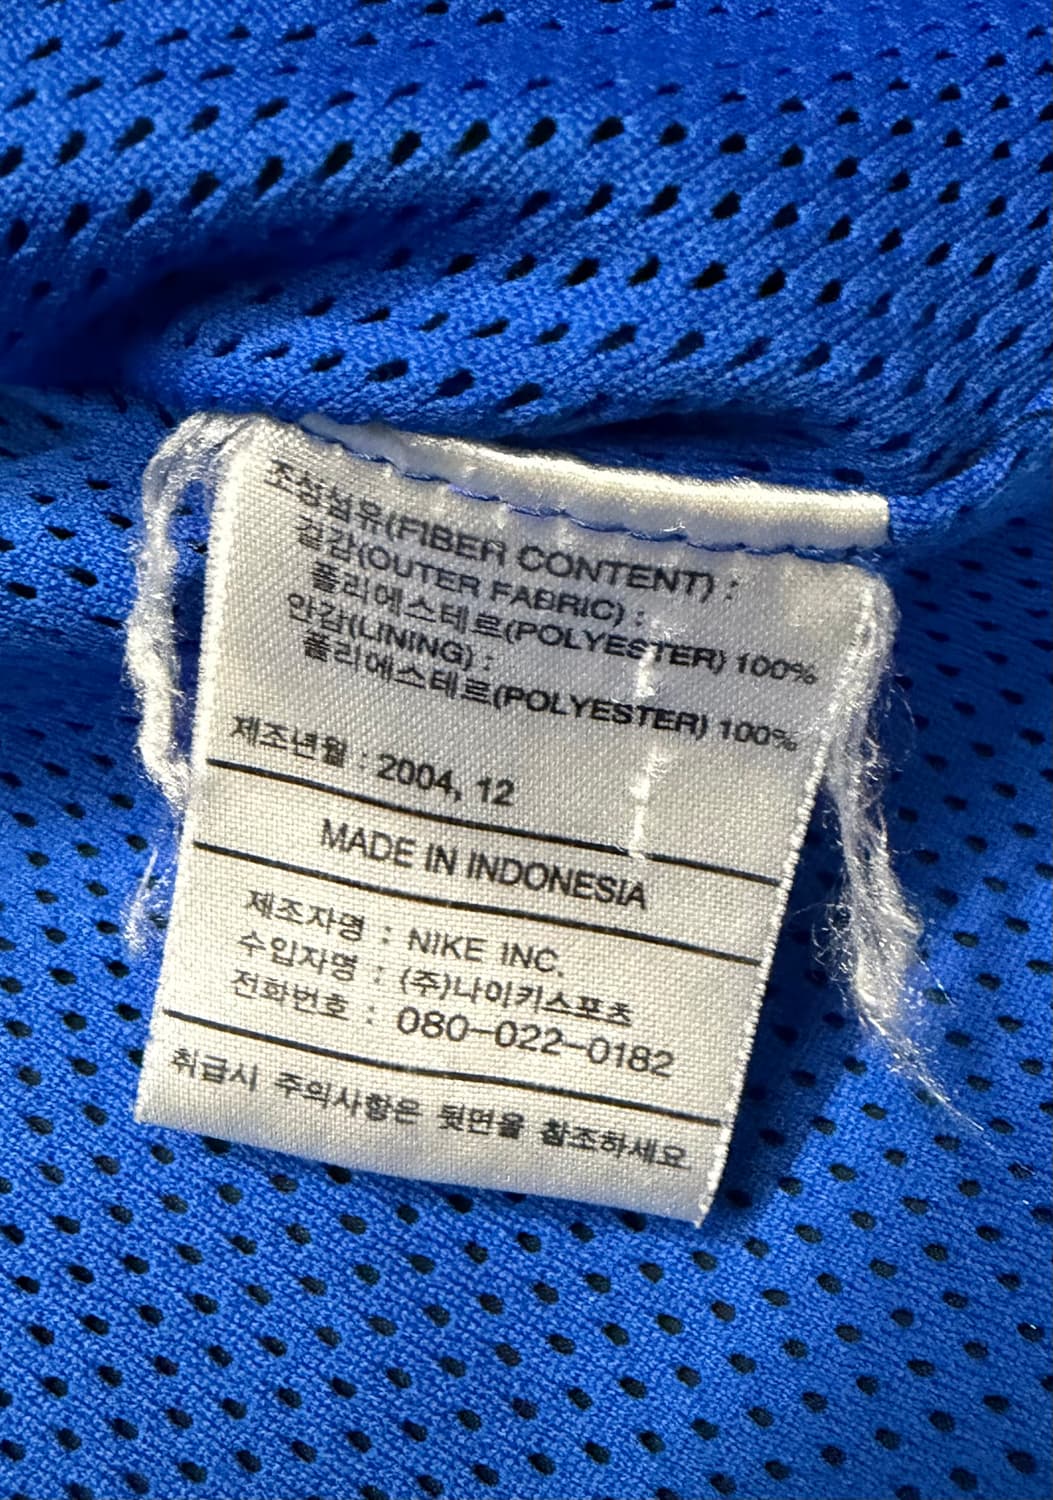 조성섬유(FIBER CONTENT) :
겉감(OUTER FABRIC) :
폴리에스테르(POLYESTER) 100%
안감(LINING) :
폴리에스테르(POLYESTER) 100%
제조년월 : 2004, 12
MADE IN INDONESIA
제조자명 : NIKE INC.
수입자명 : (주)나이키스포츠
전화번호 : 080-022-0182
취급시 주의사항은 뒷면을 참조하세요.